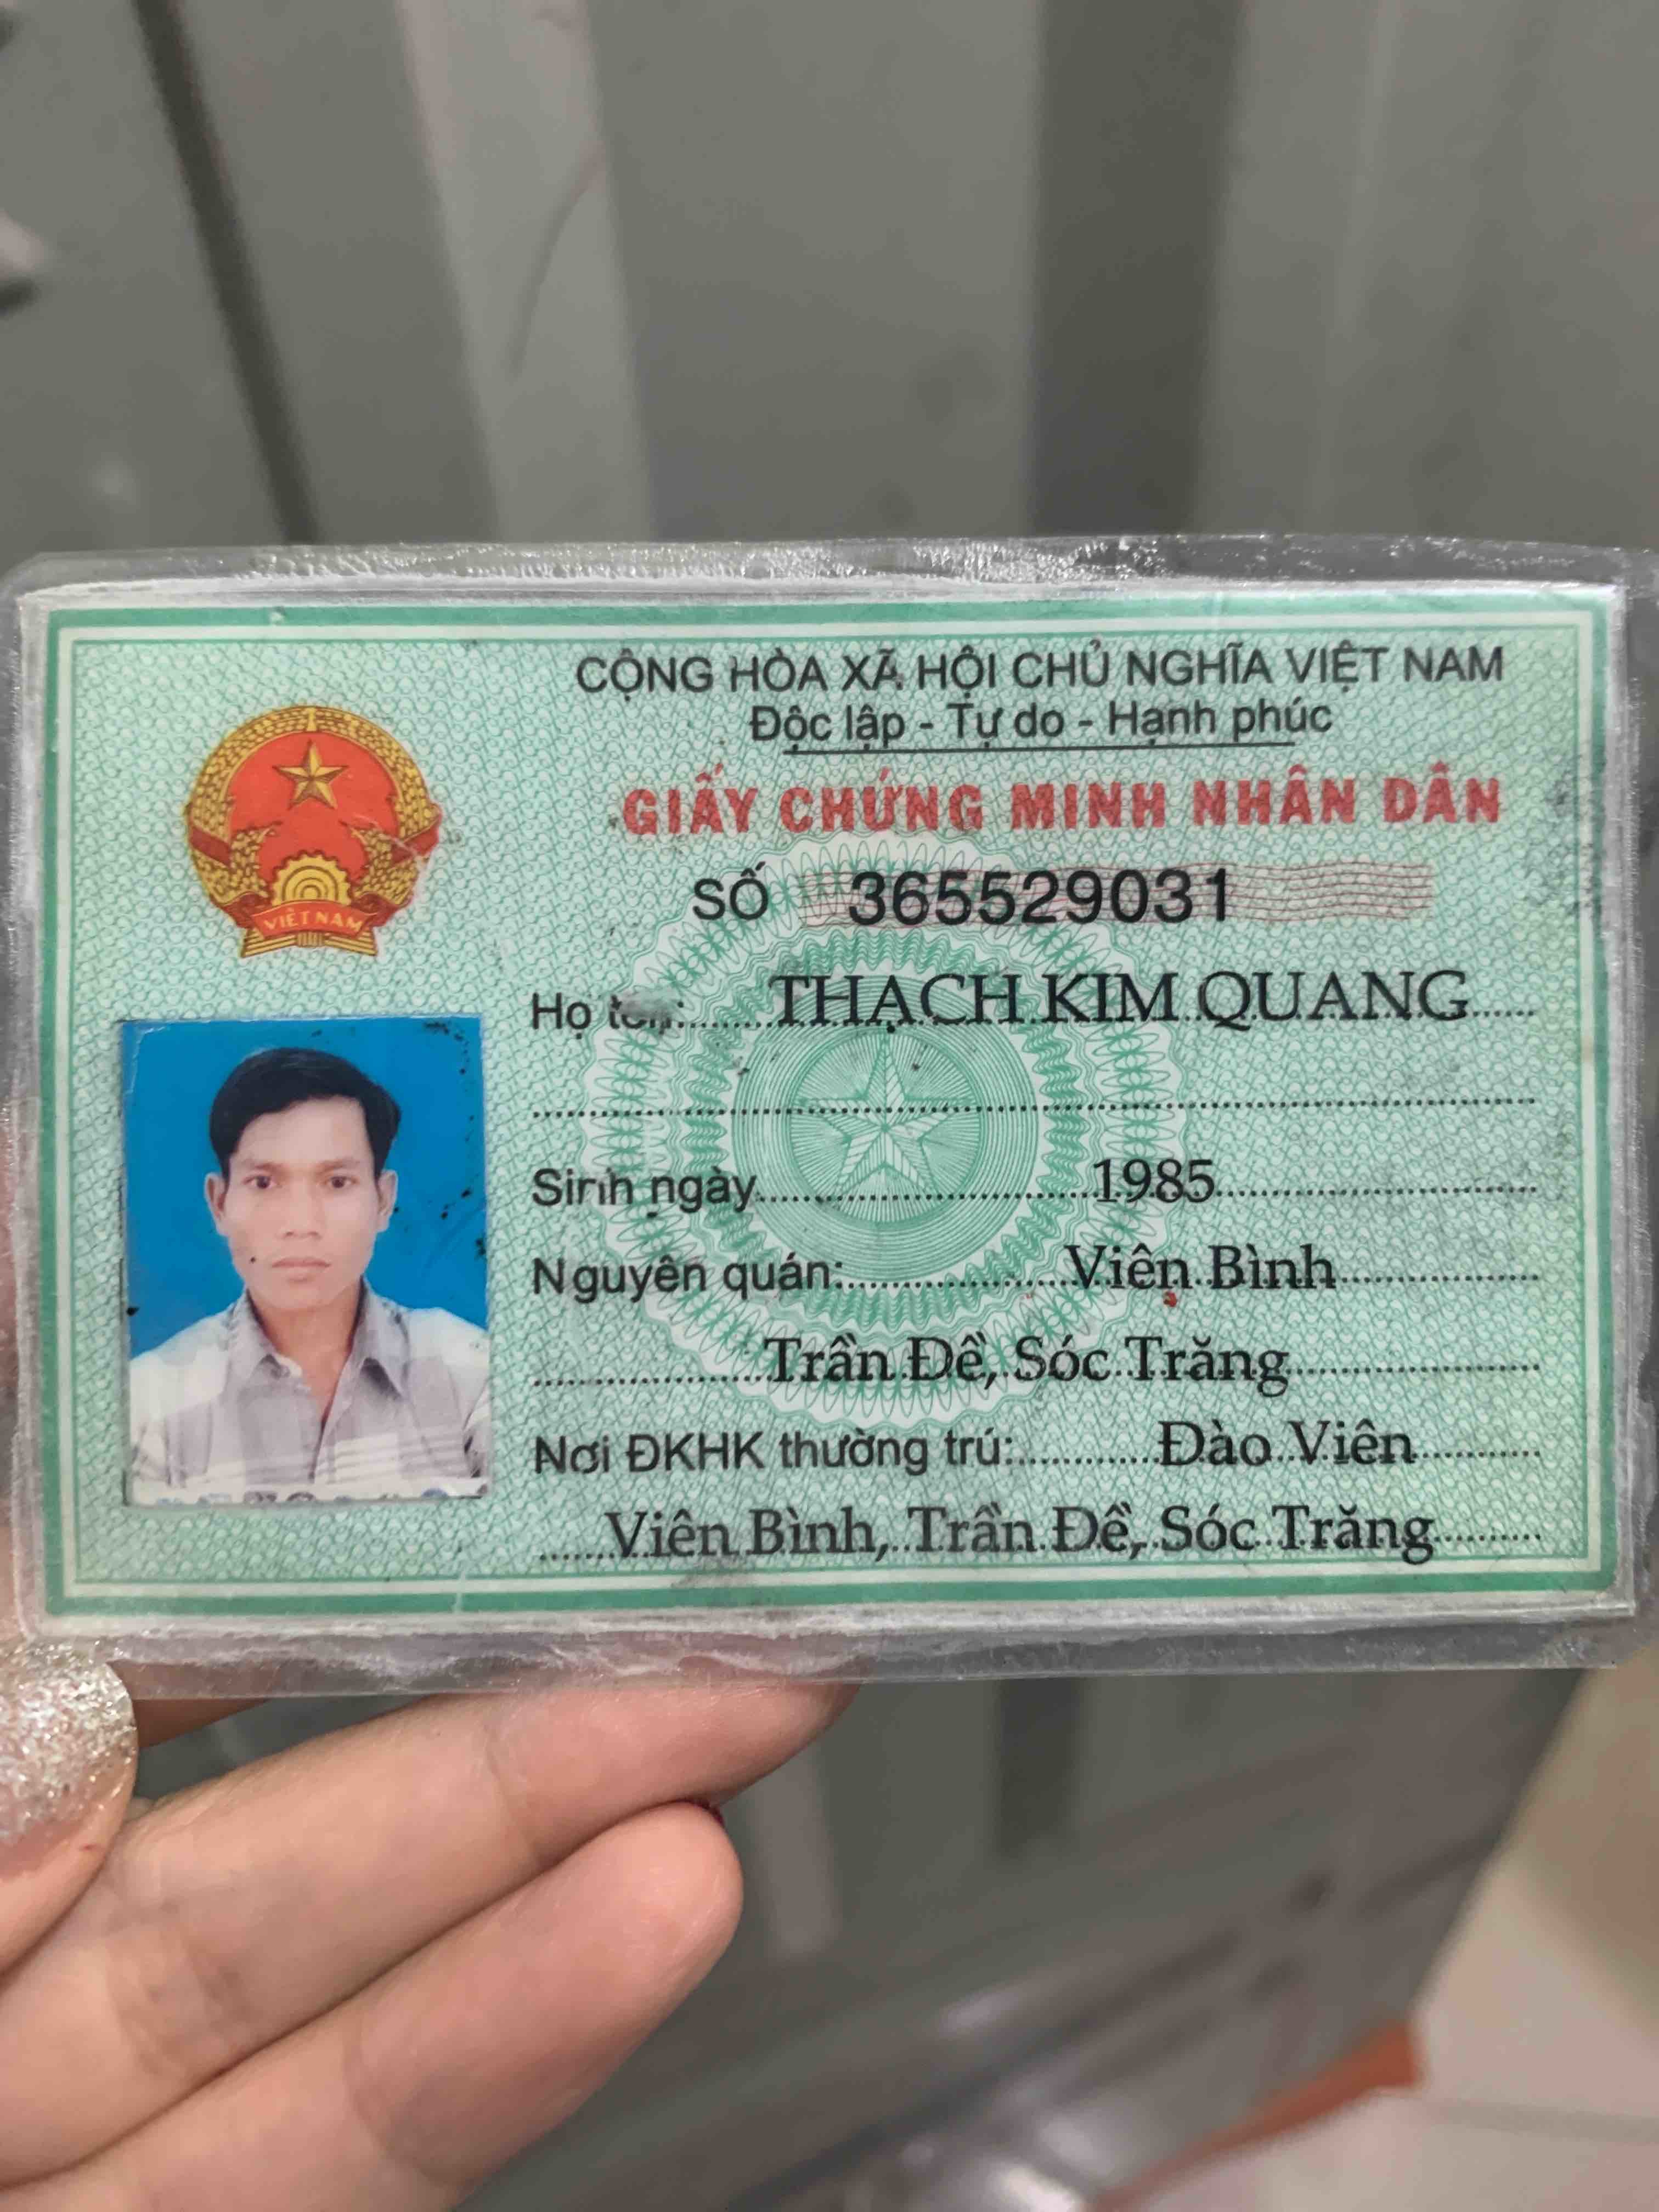 CỘNG HÒA XÃ HỘI CHỦ NGHĨA VIỆT NAM
Độc lập - Tự do - Hạnh phúc
GIẤY CHỨNG MINH NHÂN DÂN
SỐ 365529031
VIỆT NAM
Họ tên: THẠCH KIM QUANG
Sinh ngày 1985
Nguyên quán: Viên Bình
Trần Đề, Sóc Trăng
Nơi ĐKHK thường trú: Đào Viên
Viên Bình, Trần Đề, Sóc Trăng